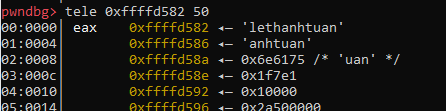 pwndbg> tele 0xffffd582 50
00:0000│ eax 0xffffd582 ◂— 'lethanhtuan'
01:0004│ 0xffffd586 ◂— 'anhtuan'
02:0008│ 0xffffd58a ◂— 0x6e6175 /* 'uan' */
03:000c│ 0xffffd58e ◂— 0x1f7e1
04:0010│ 0xffffd592 ◂— 0x10000
05:0014│ 0xffffd596 ◂— 0x2a500000